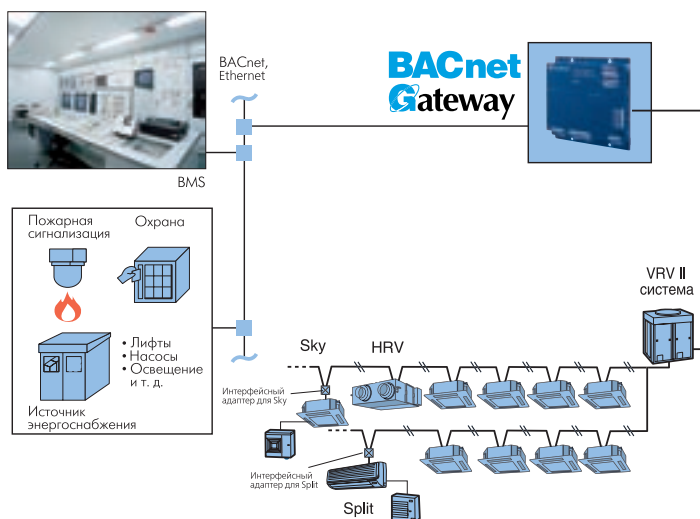 BACnet,
Ethernet
BACnet
Gateway
BMS
Пожарная
сигнализация
Охрана
• Лифты
• Насосы
• Освещение
и т. д.
Источник
энергоснабжения
VRV II
система
Sky
HRV
Интерфейсный
адаптер для Sky
Интерфейсный
адаптер для Split
Split